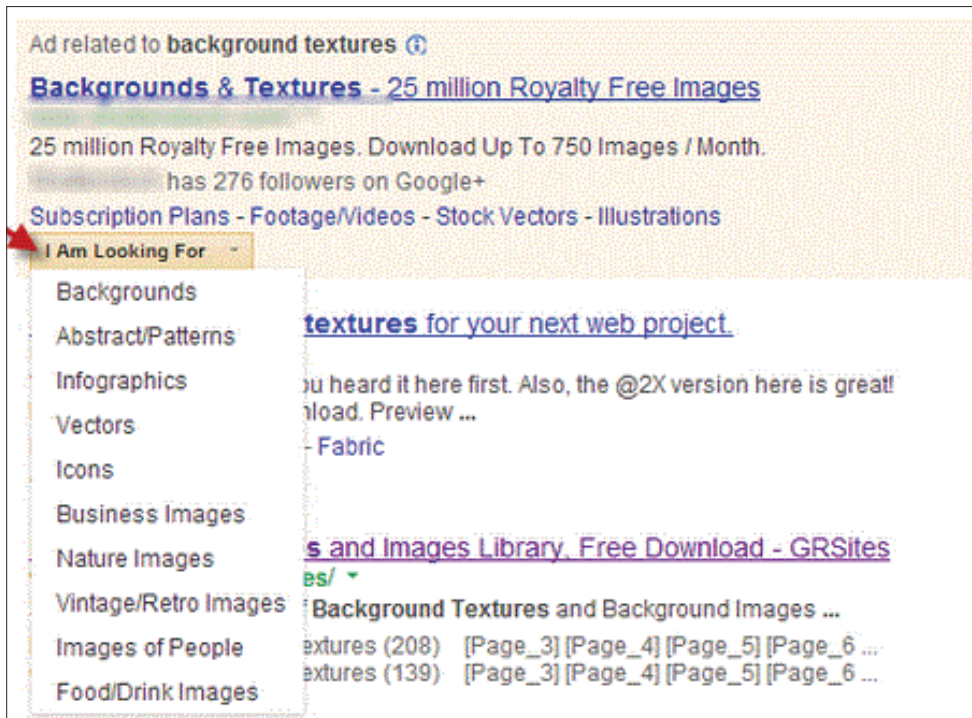 Ad related to background textures
Backgrounds & Textures - 25 million Royalty Free Images
25 million Royalty Free Images. Download Up To 750 Images / Month.
has 276 followers on Google+
Subscription Plans - Footage/Videos - Stock Vectors - Illustrations
I Am Looking For
Backgrounds
textures for your next web project.
Abstract/Patterns
Infographics
ou heard it here first. Also, the @2X version here is great!
nload. Preview ...
Vectors
- Fabric
Icons
Business Images
s and Images Library, Free Download - GRSites
Nature Images
es/
Vintage/Retro Images
Background Textures and Background Images ...
Images of People
extures (208) [Page_3] [Page_4] [Page_5] [Page_6 ...
extures (139) [Page_3] [Page_4] [Page_5] [Page_6 ...
Food/Drink Images